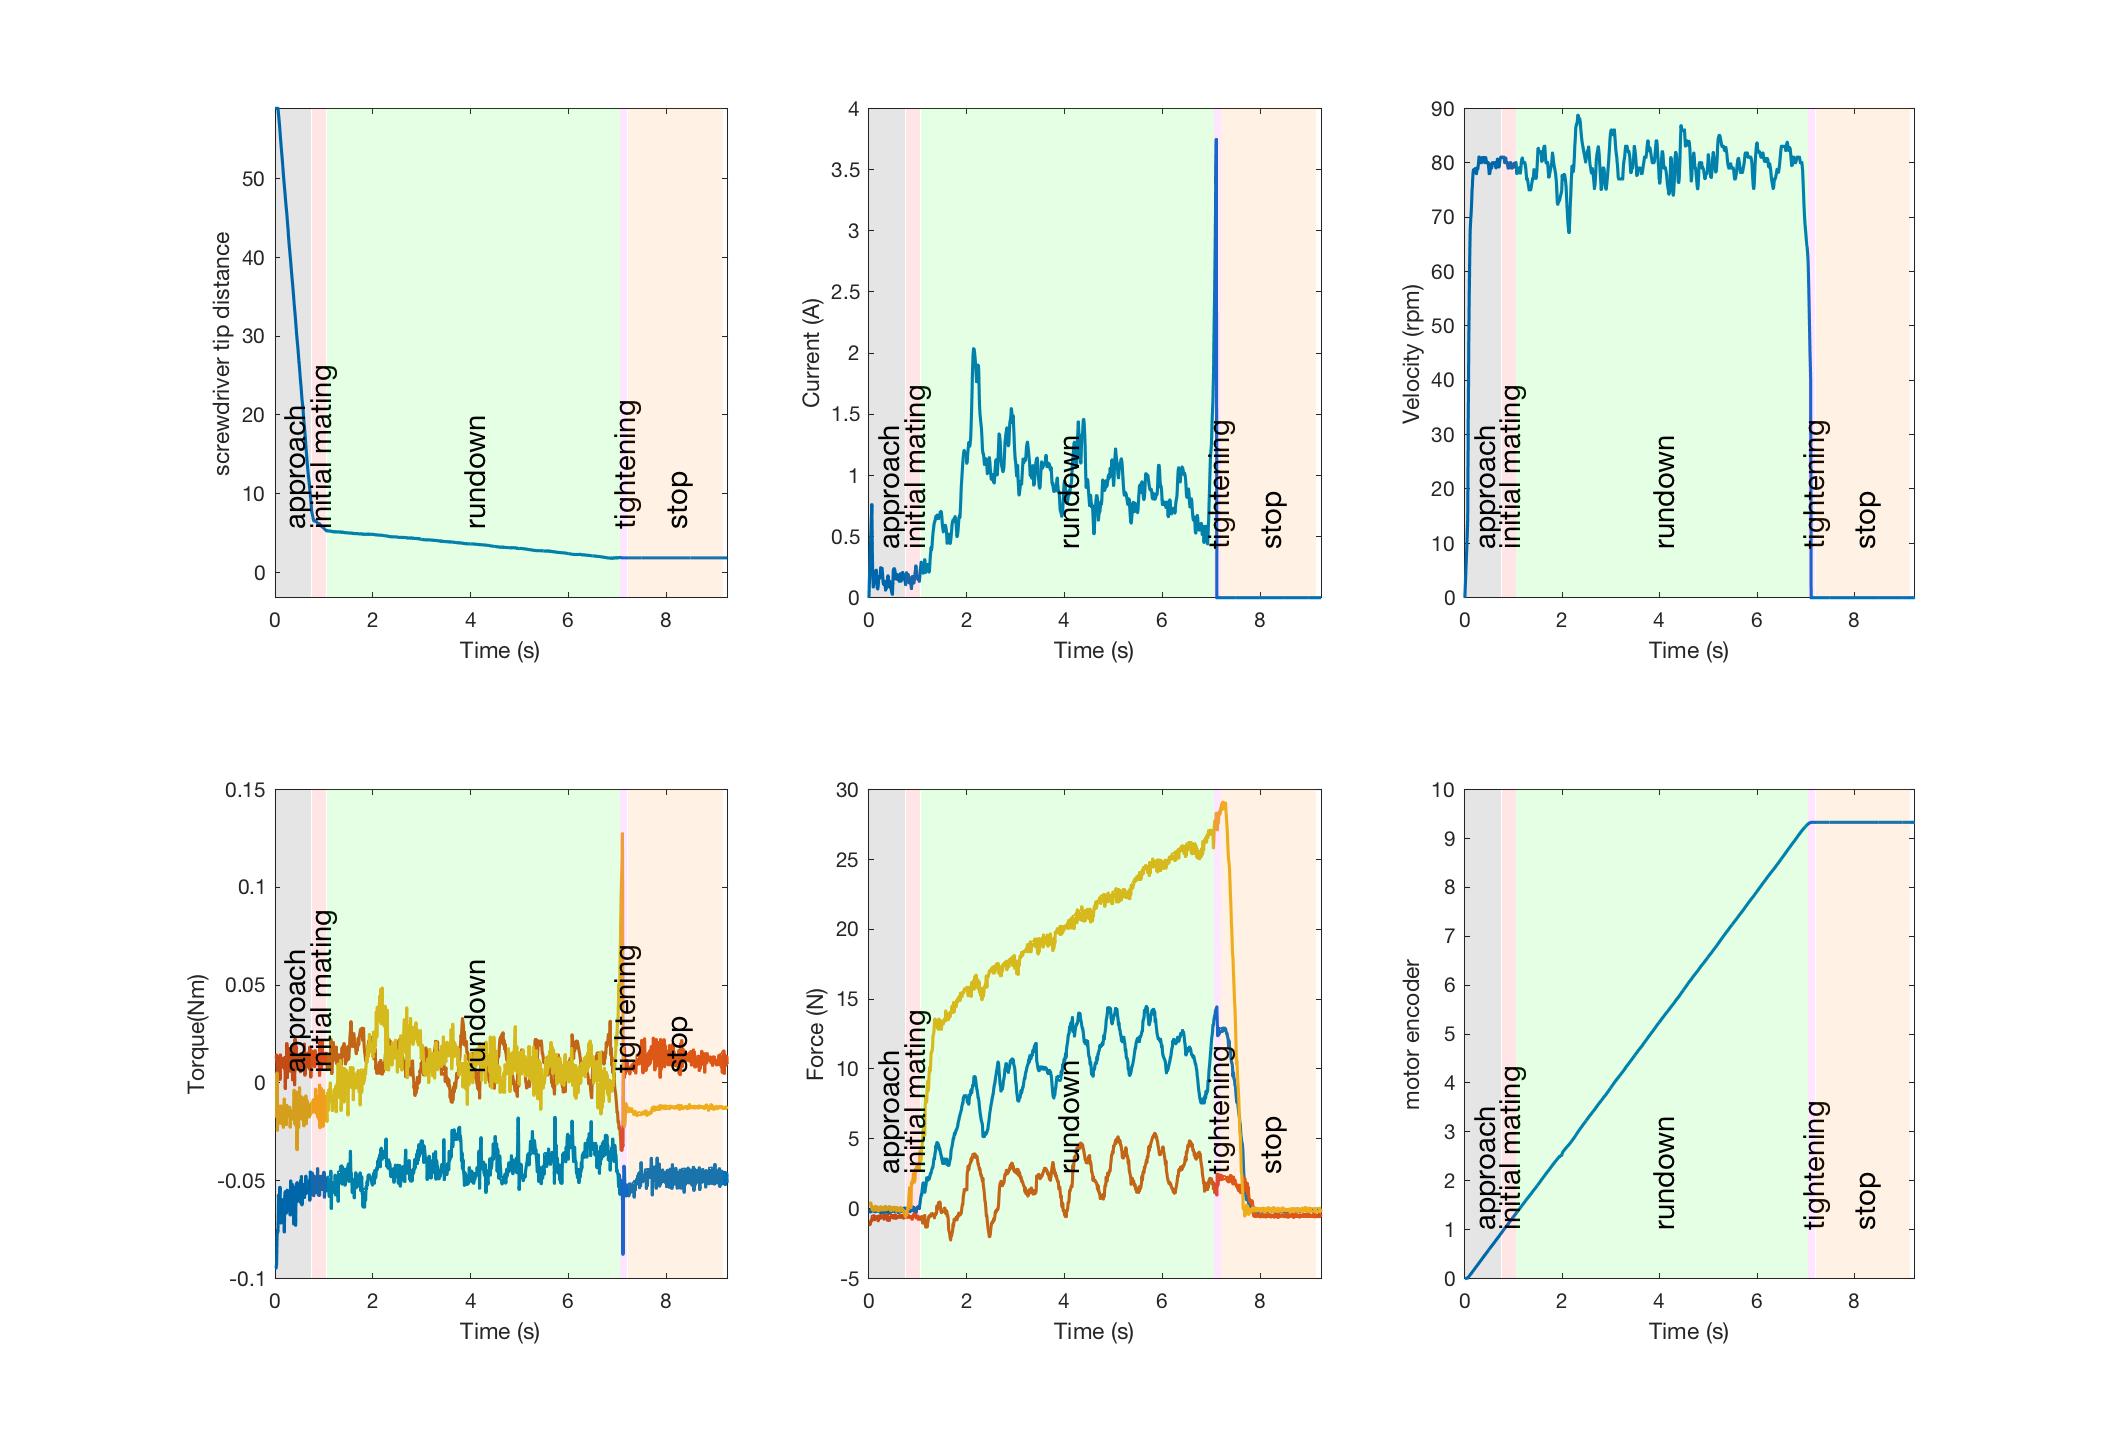 50
40
30
20
10
0
screwdriver tip distance
approach
initial mating
rundown
tightening
stop
0 2 4 6 8
Time (s)
4
3.5
3
2.5
2
1.5
1
0.5
0
Current (A)
approach
initial mating
rundown
tightening
stop
0 2 4 6 8
Time (s)
90
80
70
60
50
40
30
20
10
0
Velocity (rpm)
approach
initial mating
rundown
tightening
stop
0 2 4 6 8
Time (s)
0.15
0.1
0.05
0
-0.05
-0.1
Torque(Nm)
approach
initial mating
rundown
tightening
stop
0 2 4 6 8
Time (s)
30
25
20
15
10
5
0
-5
Force (N)
approach
initial mating
rundown
tightening
stop
0 2 4 6 8
Time (s)
10
9
8
7
6
5
4
3
2
1
0
motor encoder
approach
initial mating
rundown
tightening
stop
0 2 4 6 8
Time (s)